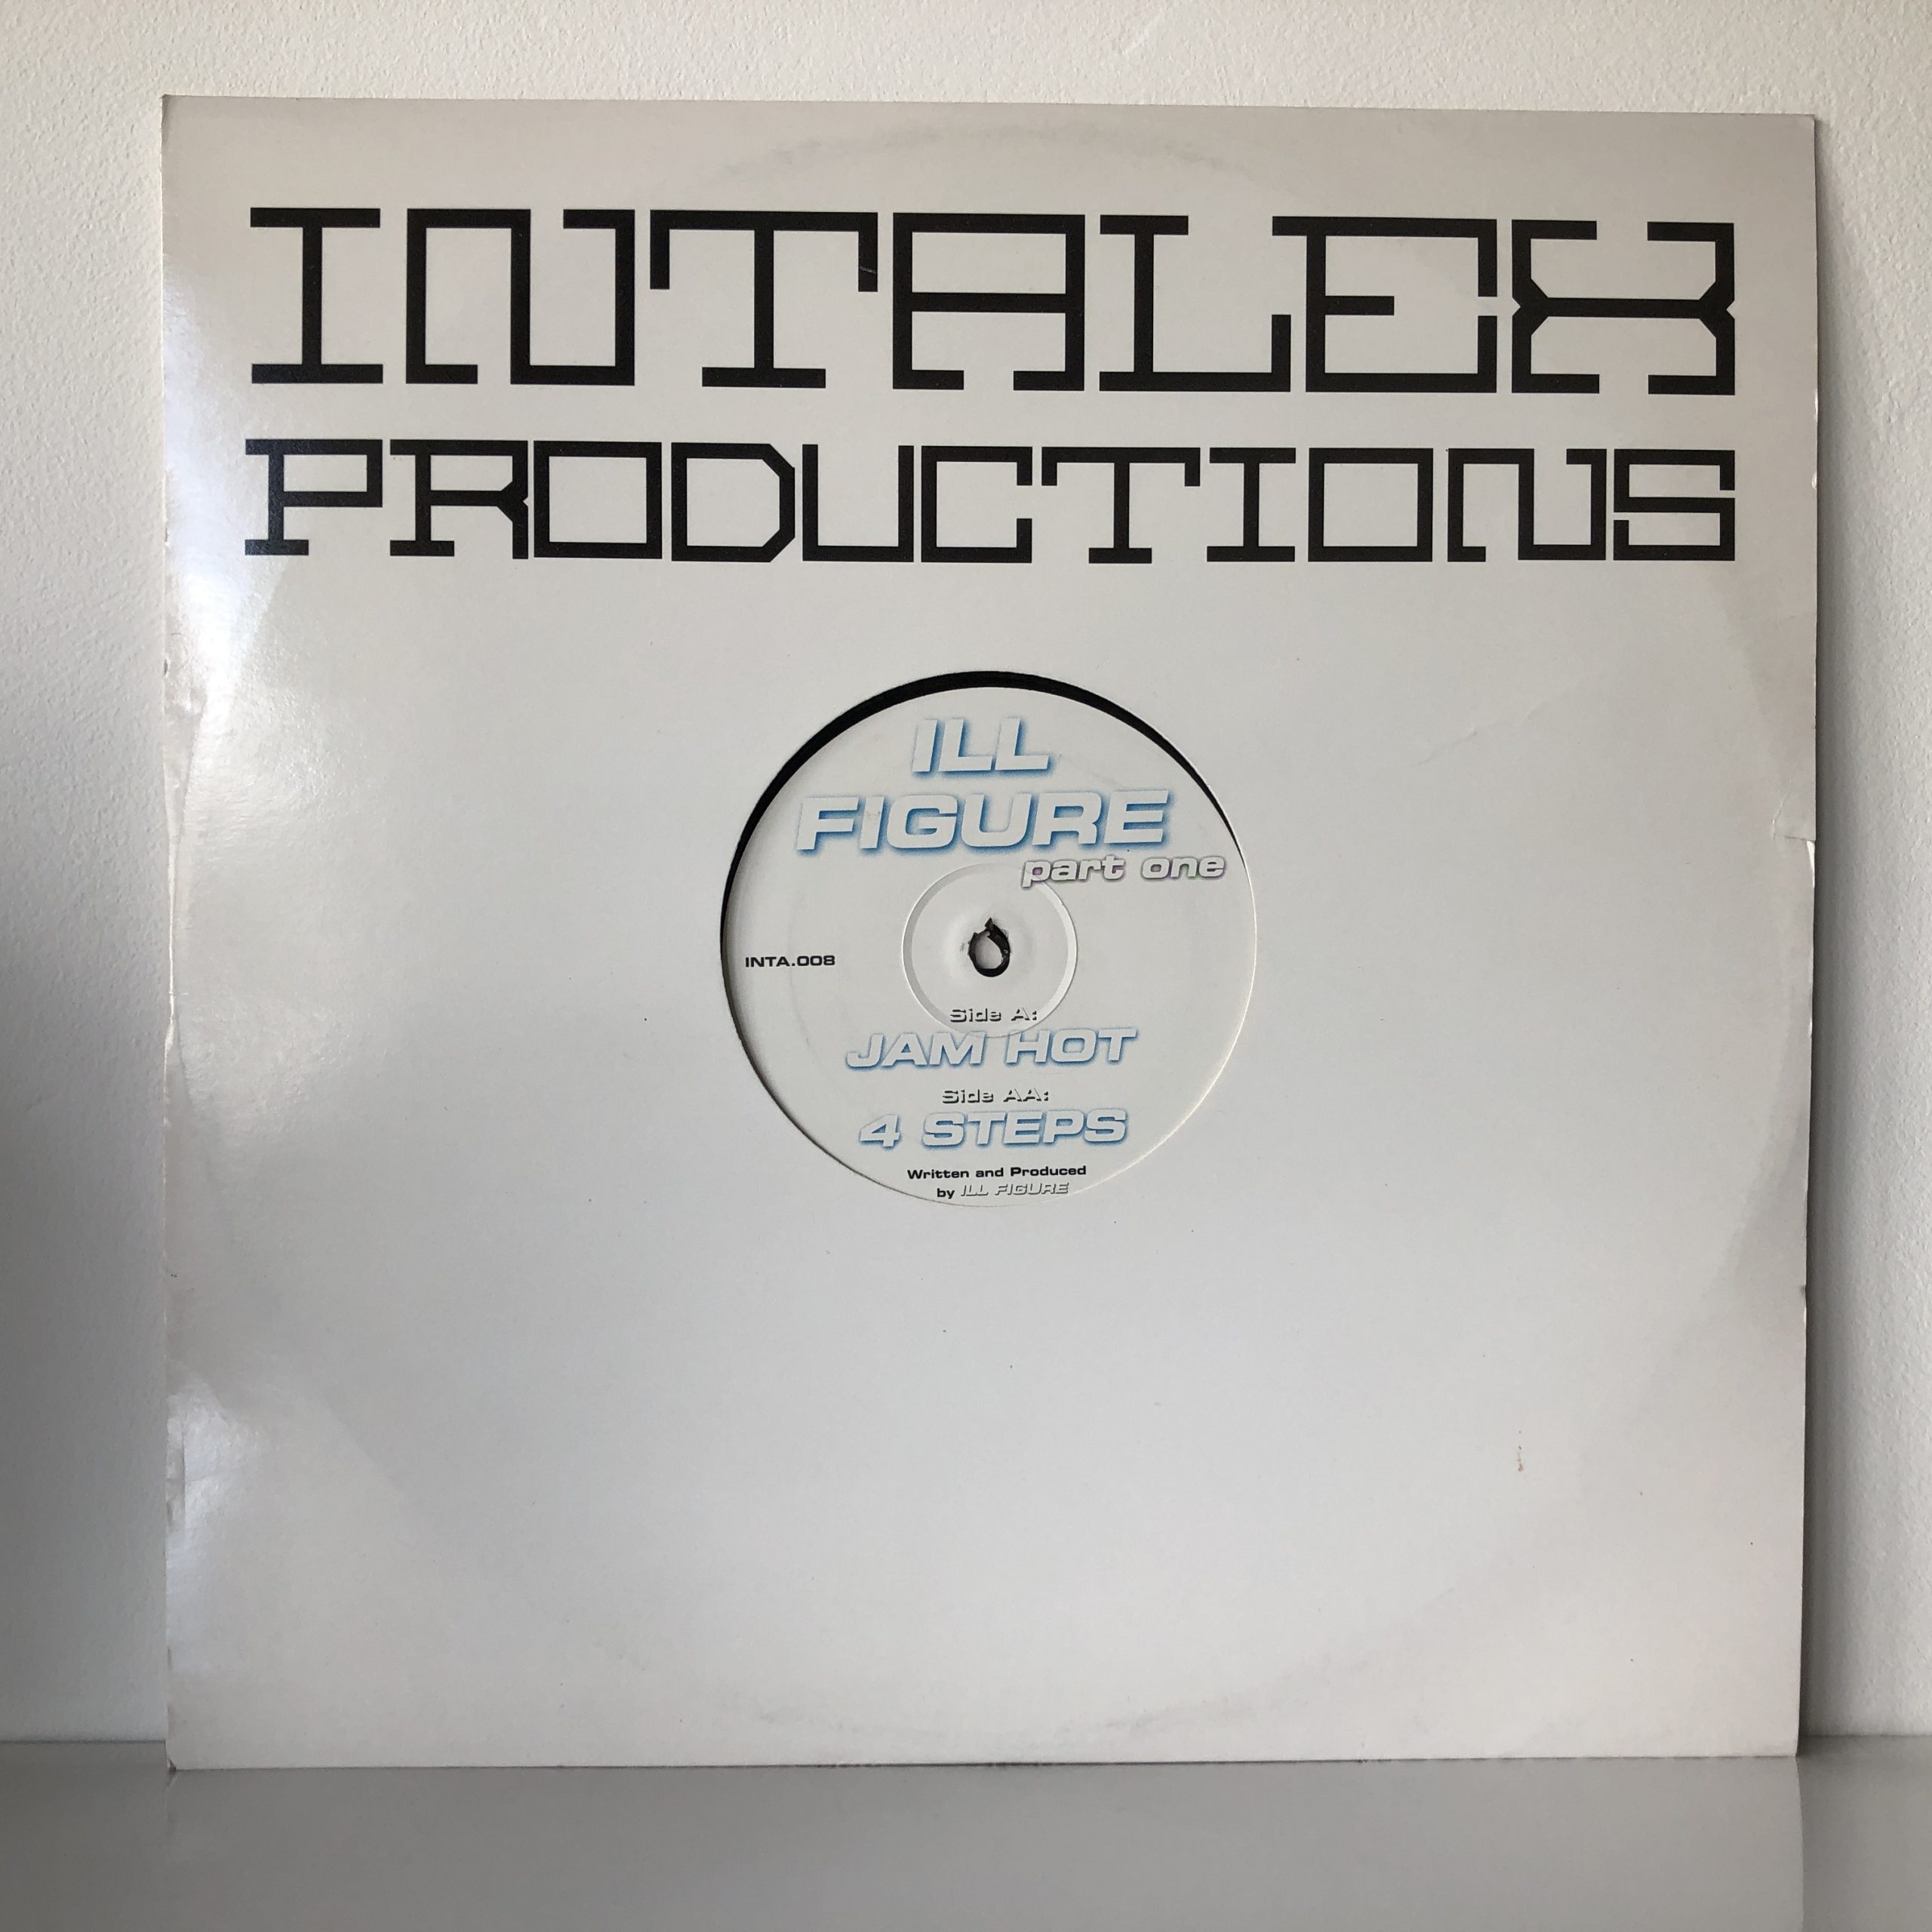 INTALEX
PRODUCTIONS
ILL
FIGURE
part one
INTA.008
Side A:
JAM HOT
Side AA:
4 STEPS
Written and Produced
by ILL FIGURE